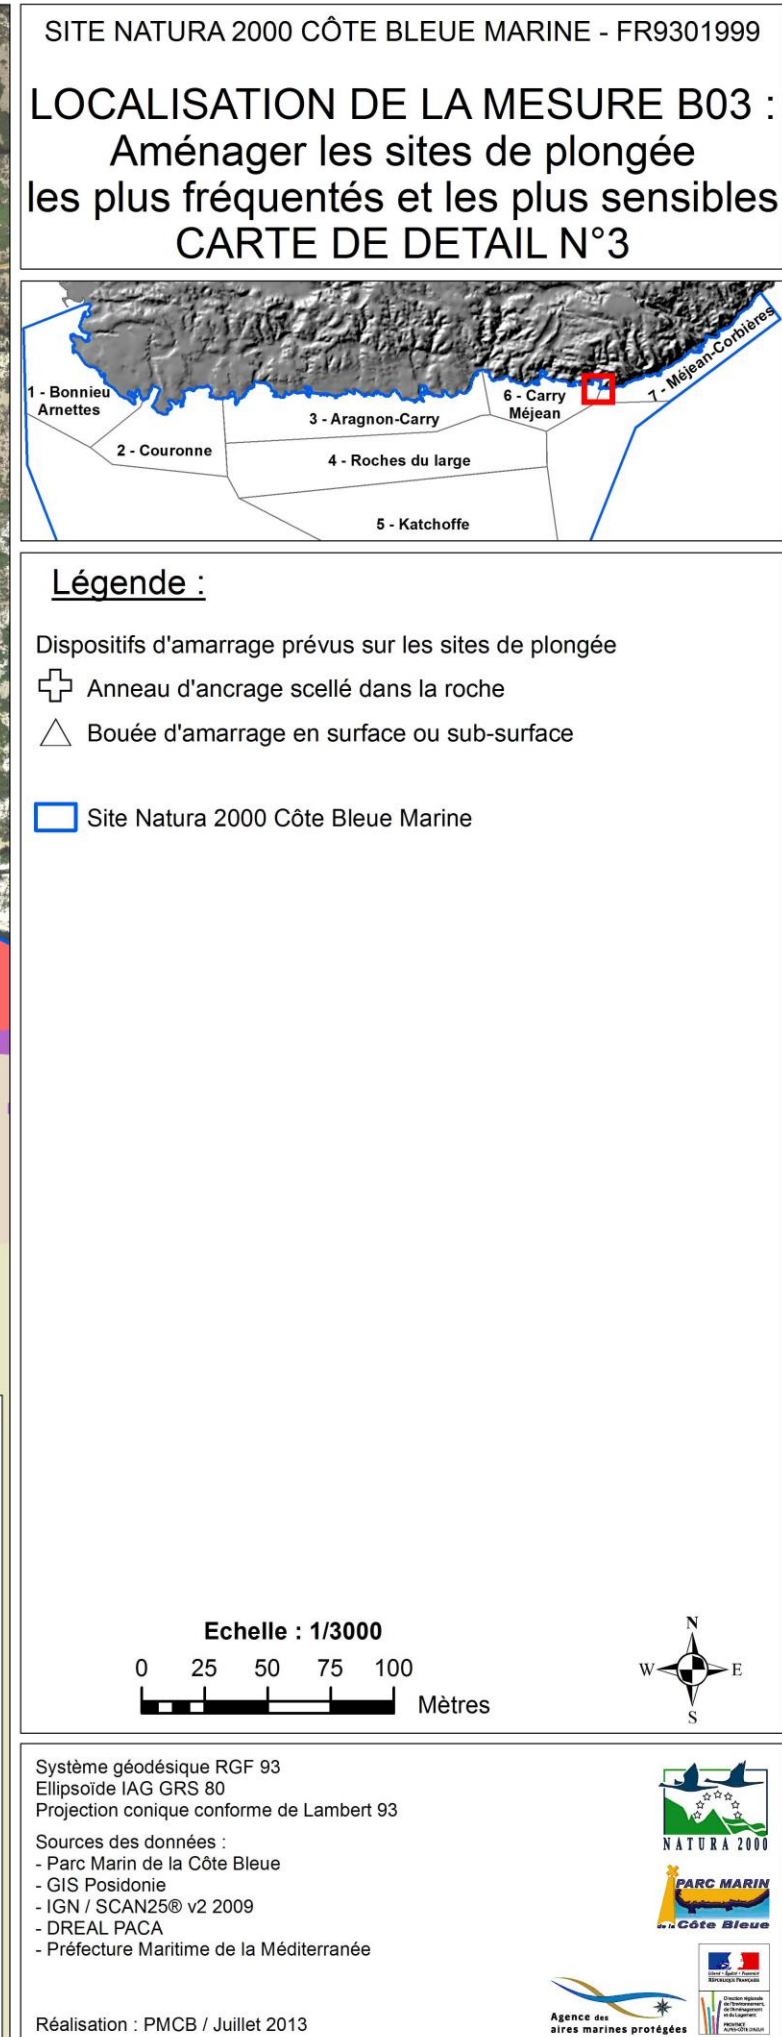 SITE NATURA 2000 CÔTE BLEUE MARINE - FR9301999
LOCALISATION DE LA MESURE B03 :
Aménager les sites de plongée
les plus fréquentés et les plus sensibles
CARTE DE DETAIL N°3
1 - Bonnieu
Arnettes
2 - Couronne
3 - Aragnon-Carry
4 - Roches du large
5 - Katchoffe
6 - Carry
Méjean
7 - Méjean-Corbières
Légende :
Dispositifs d'amarrage prévus sur les sites de plongée
Anneau d'ancrage scellé dans la roche
Bouée d'amarrage en surface ou sub-surface
Site Natura 2000 Côte Bleue Marine
Echelle : 1/3000
0 25 50 75 100
Mètres
N
W E
S
Système géodésique RGF 93
Ellipsoïde IAG GRS 80
Projection conique conforme de Lambert 93
Sources des données :
- Parc Marin de la Côte Bleue
- GIS Posidonie
- IGN / SCAN25® v2 2009
- DREAL PACA
- Préfecture Maritime de la Méditerranée
Réalisation : PMCB / Juillet 2013
NATURA 2000
PARC MARIN
de la Côte Bleue
Agence des
aires marines protégées